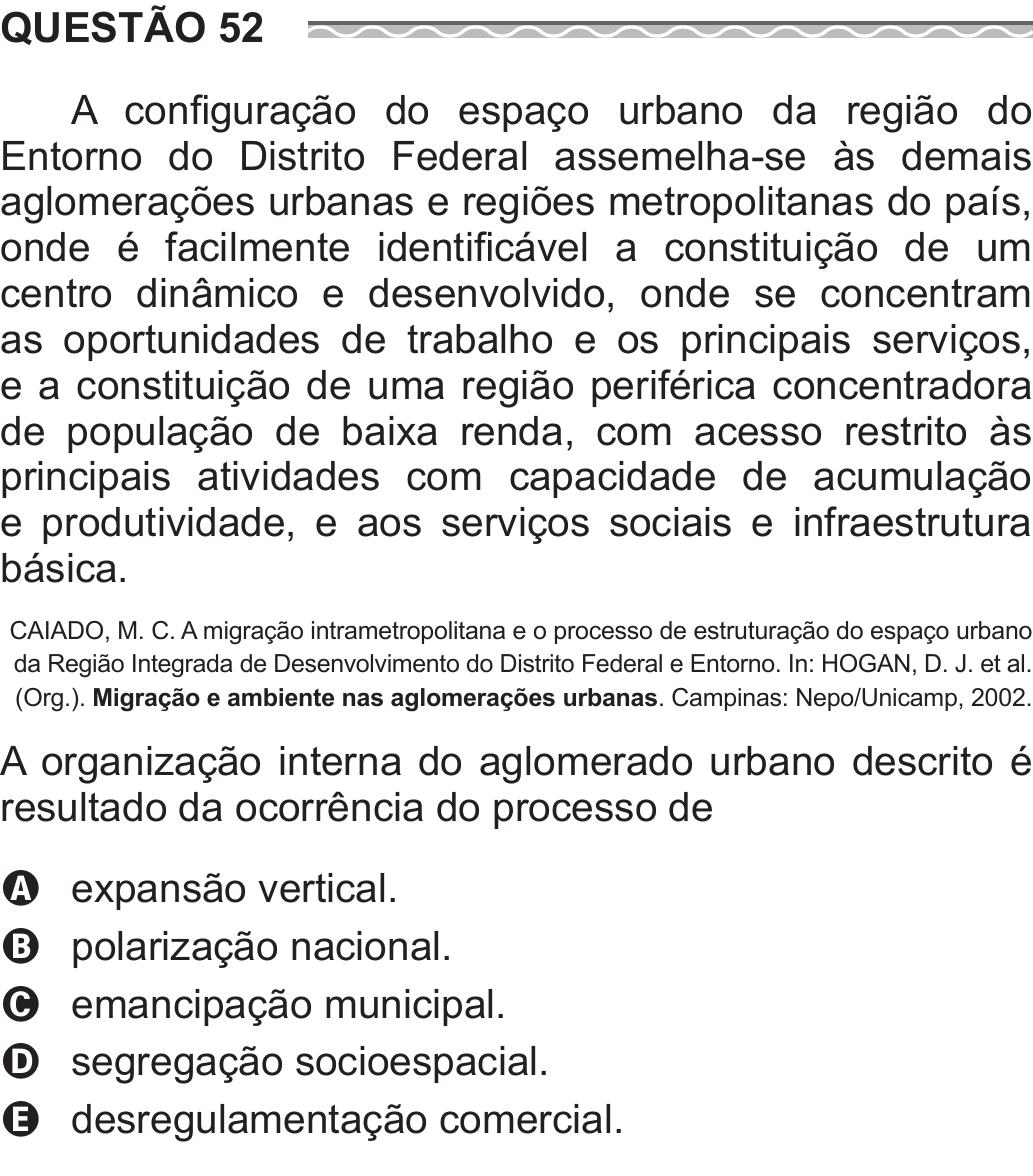 QUESTÃO 52
A configuração do espaço urbano da região do
Entorno do Distrito Federal assemelha-se às demais
aglomerações urbanas e regiões metropolitanas do país,
onde é facilmente identificável a constituição de um
centro dinâmico e desenvolvido, onde se concentram
as oportunidades de trabalho e os principais serviços,
e a constituição de uma região periférica concentradora
de população de baixa renda, com acesso restrito às
principais atividades com capacidade de acumulação
e produtividade, e aos serviços sociais e infraestrutura
básica.
CAIADO, M. C. A migração intrametropolitana e o processo de estruturação do espaço urbano
da Região Integrada de Desenvolvimento do Distrito Federal e Entorno. In: HOGAN, D. J. et al.
(Org.). Migração e ambiente nas aglomerações urbanas. Campinas: Nepo/Unicamp, 2002.
A organização interna do aglomerado urbano descrito é
resultado da ocorrência do processo de
A expansão vertical.
B polarização nacional.
C emancipação municipal.
D segregação socioespacial.
E desregulamentação comercial.